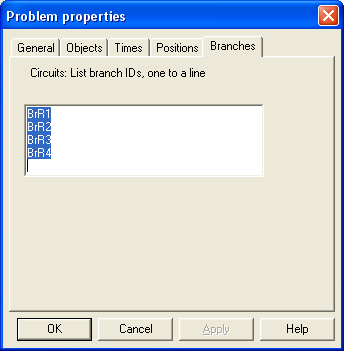 Problem properties
General Objects Times Positions Branches
Circuits: List branch IDs, one to a line
BrR1
BrR2
BrR3
BrR4
OK Cancel Apply Help